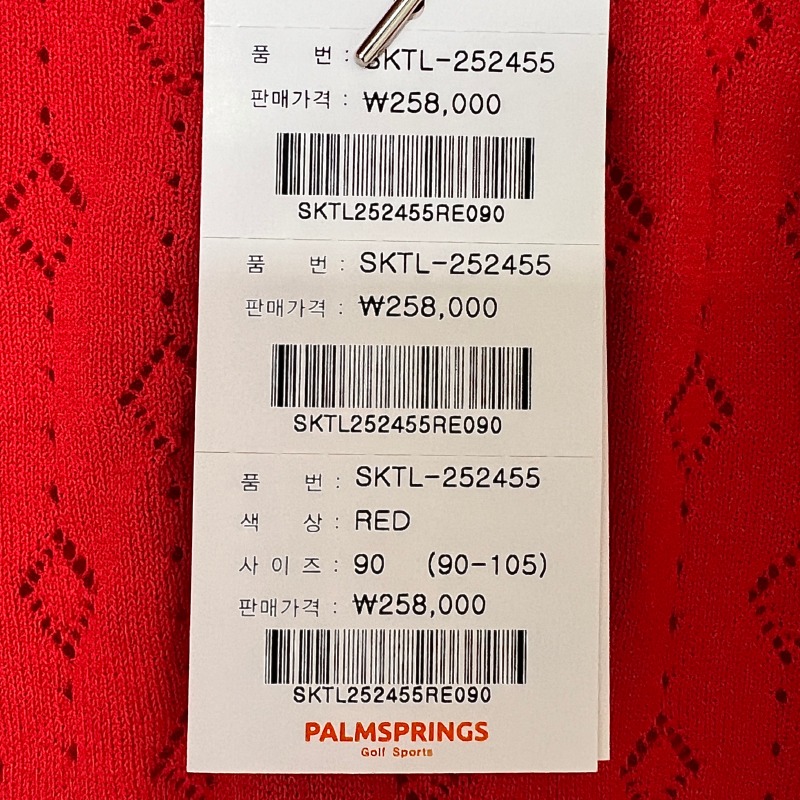 품 번 : SKTL-252455
판매가격 : ₩258,000
SKTL252455RE090
품 번 : SKTL-252455
판매가격 : ₩258,000
SKTL252455RE090
품 번 : SKTL-252455
색 상 : RED
사 이 즈 : 90 (90-105)
판매가격 : ₩258,000
SKTL252455RE090
PALMSPRINGS
Golf Sports